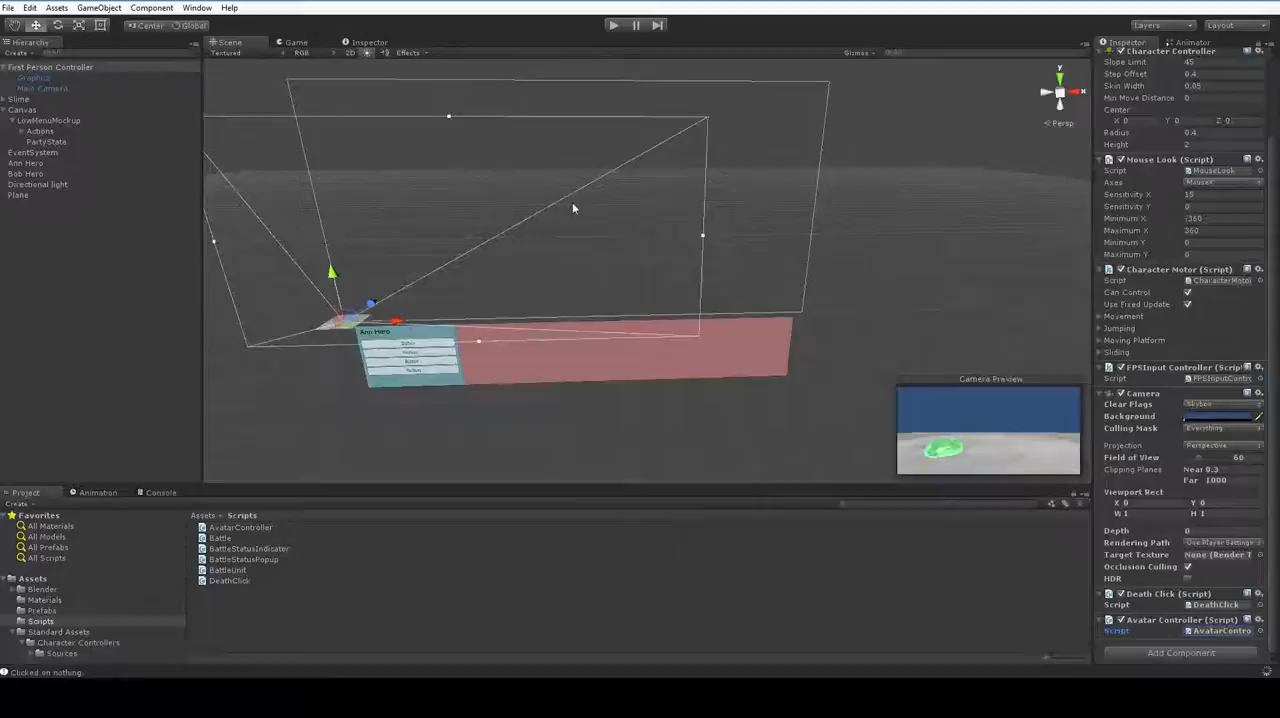 File Edit Assets GameObject Component Window Help
Center Global Layers Layout
Hierarchy Scene Game Inspector Inspector Animator
Create Textured RGB 2D Effects Gizmos
First Person Controller
Graphics
Main Camera
Slime
Canvas
LowMenuMockup
Actions
PartyState
EventSystem
Ann Hero
Bob Hero
Directional light
Plane
y
x
Persp
Ann Hero
Button
Button
Button
Button
Camera Preview
Character Controller
Slope Limit 45
Step Offset 0.4
Skin Width 0.05
Min Move Distance 0
Center
X 0 Y 0 Z 0
Radius 0.4
Height 2
Mouse Look (Script)
Script MouseLook
Axes MouseX
Sensitivity X 15
Sensitivity Y 0
Minimum X -360
Maximum X 360
Minimum Y 0
Maximum Y 0
Character Motor (Script)
Script CharacterMotor
Can Control
Use Fixed Update
Movement
Jumping
Moving Platform
Sliding
FPSInput Controller (Script)
Script FPSInputContr
Camera
Clear Flags Skybox
Background
Culling Mask Everything
Projection Perspective
Field of View 60
Clipping Planes Near 0.3
Far 1000
Viewport Rect
X 0 Y 0
W 1 H 1
Depth 0
Rendering Path Use Player Settings
Target Texture None (Render T
Occlusion Culling
HDR
Death Click (Script)
Script DeathClick
Avatar Controller (Script)
Script AvatarContro
Add Component
Project Animation Console
Create
Favorites
All Materials
All Models
All Prefabs
All Scripts
Assets
Blender
Materials
Prefabs
Scripts
Standard Assets
Character Controllers
Sources
Assets Scripts
AvatarController
Battle
BattleStatusIndicator
BattleStatusPopup
BattleUnit
DeathClick
Clicked on nothing.